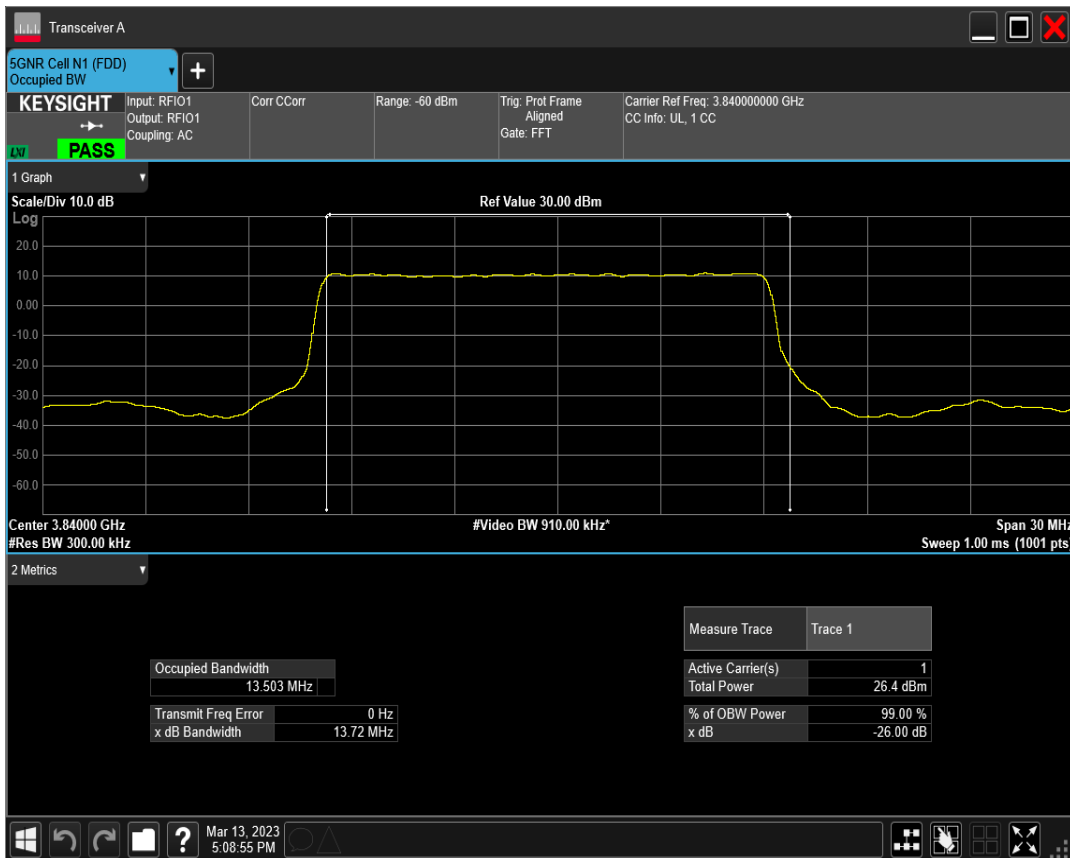 Transceiver A
5GNR Cell N1 (FDD)
Occupied BW
+
KEYSIGHT
LXI
PASS
Input: RFIO1
Output: RFIO1
Coupling: AC
Corr CCorr
Range: -60 dBm
Trig: Prot Frame
Aligned
Gate: FFT
Carrier Ref Freq: 3.840000000 GHz
CC Info: UL, 1 CC
1 Graph
Scale/Div 10.0 dB
Ref Value 30.00 dBm
Log
20.0
10.0
0.00
-10.0
-20.0
-30.0
-40.0
-50.0
-60.0
Center 3.84000 GHz
#Video BW 910.00 kHz*
Span 30 MHz
#Res BW 300.00 kHz
Sweep 1.00 ms (1001 pts)
2 Metrics
Measure Trace Trace 1
Occupied Bandwidth
13.503 MHz
Active Carrier(s) 1
Total Power 26.4 dBm
Transmit Freq Error 0 Hz
x dB Bandwidth 13.72 MHz
% of OBW Power 99.00 %
x dB -26.00 dB
?
Mar 13, 2023
5:08:55 PM